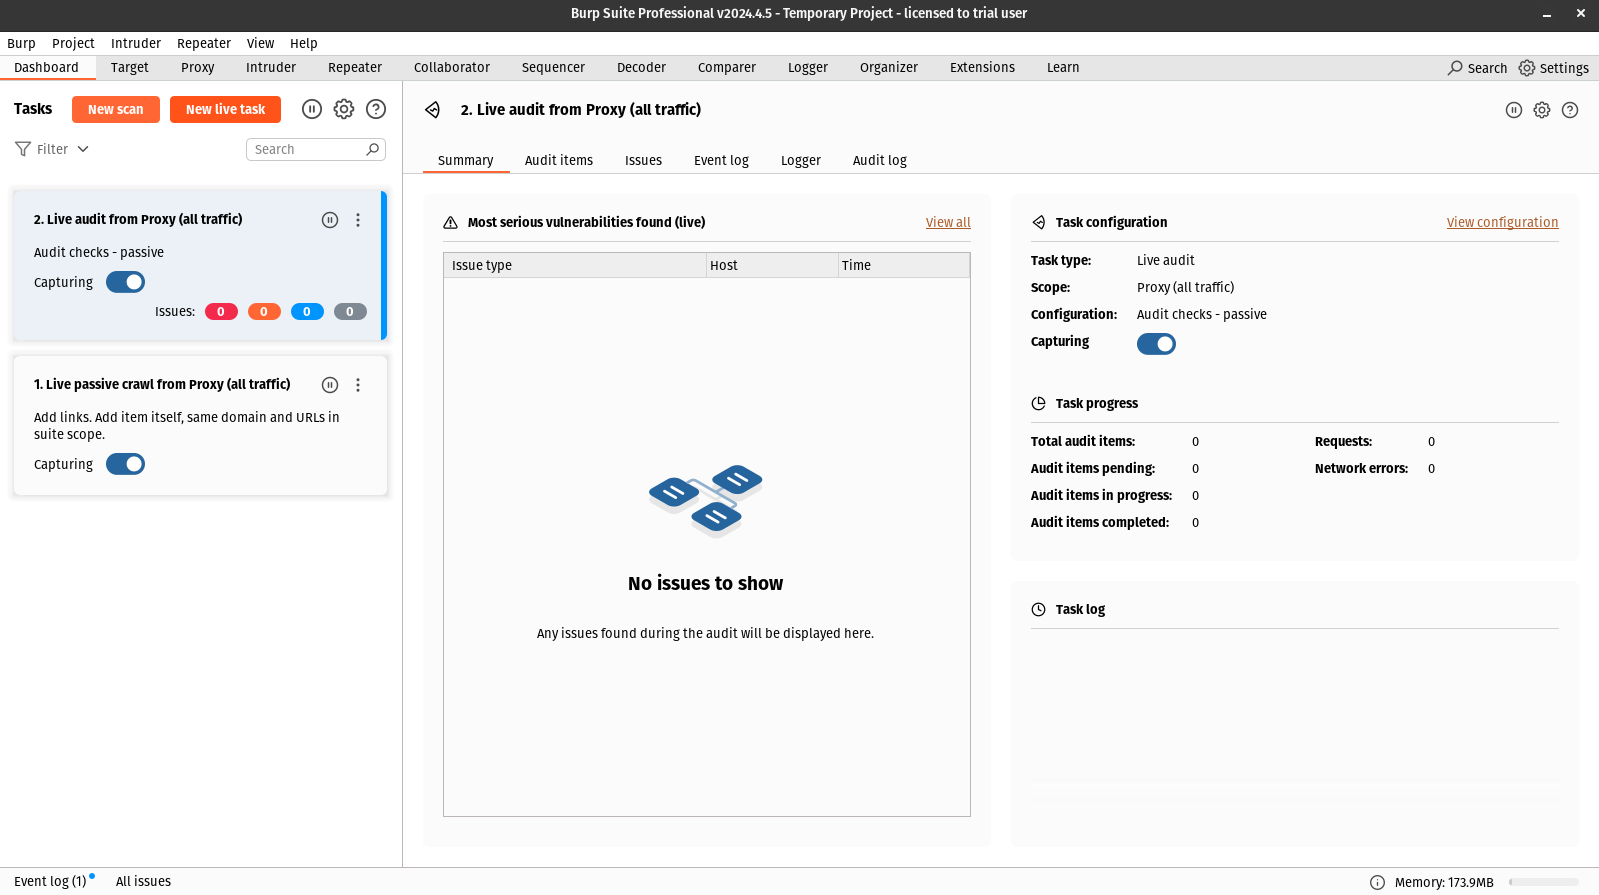 Burp Suite Professional v2024.4.5 - Temporary Project - licensed to trial user
Burp Project Intruder Repeater View Help
Dashboard Target Proxy Intruder Repeater Collaborator Sequencer Decoder Comparer Logger Organizer Extensions Learn Search Settings
Tasks New scan New live task
Filter Search
2. Live audit from Proxy (all traffic)
Audit checks - passive
Capturing
Issues: 0 0 0 0
1. Live passive crawl from Proxy (all traffic)
Add links. Add item itself, same domain and URLs in
suite scope.
Capturing
2. Live audit from Proxy (all traffic)
Summary Audit items Issues Event log Logger Audit log
Most serious vulnerabilities found (live) View all
Issue type Host Time
No issues to show
Any issues found during the audit will be displayed here.
Task configuration View configuration
Task type: Live audit
Scope: Proxy (all traffic)
Configuration: Audit checks - passive
Capturing
Task progress
Total audit items: 0 Requests: 0
Audit items pending: 0 Network errors: 0
Audit items in progress: 0
Audit items completed: 0
Task log
Event log (1) All issues Memory: 173.9MB